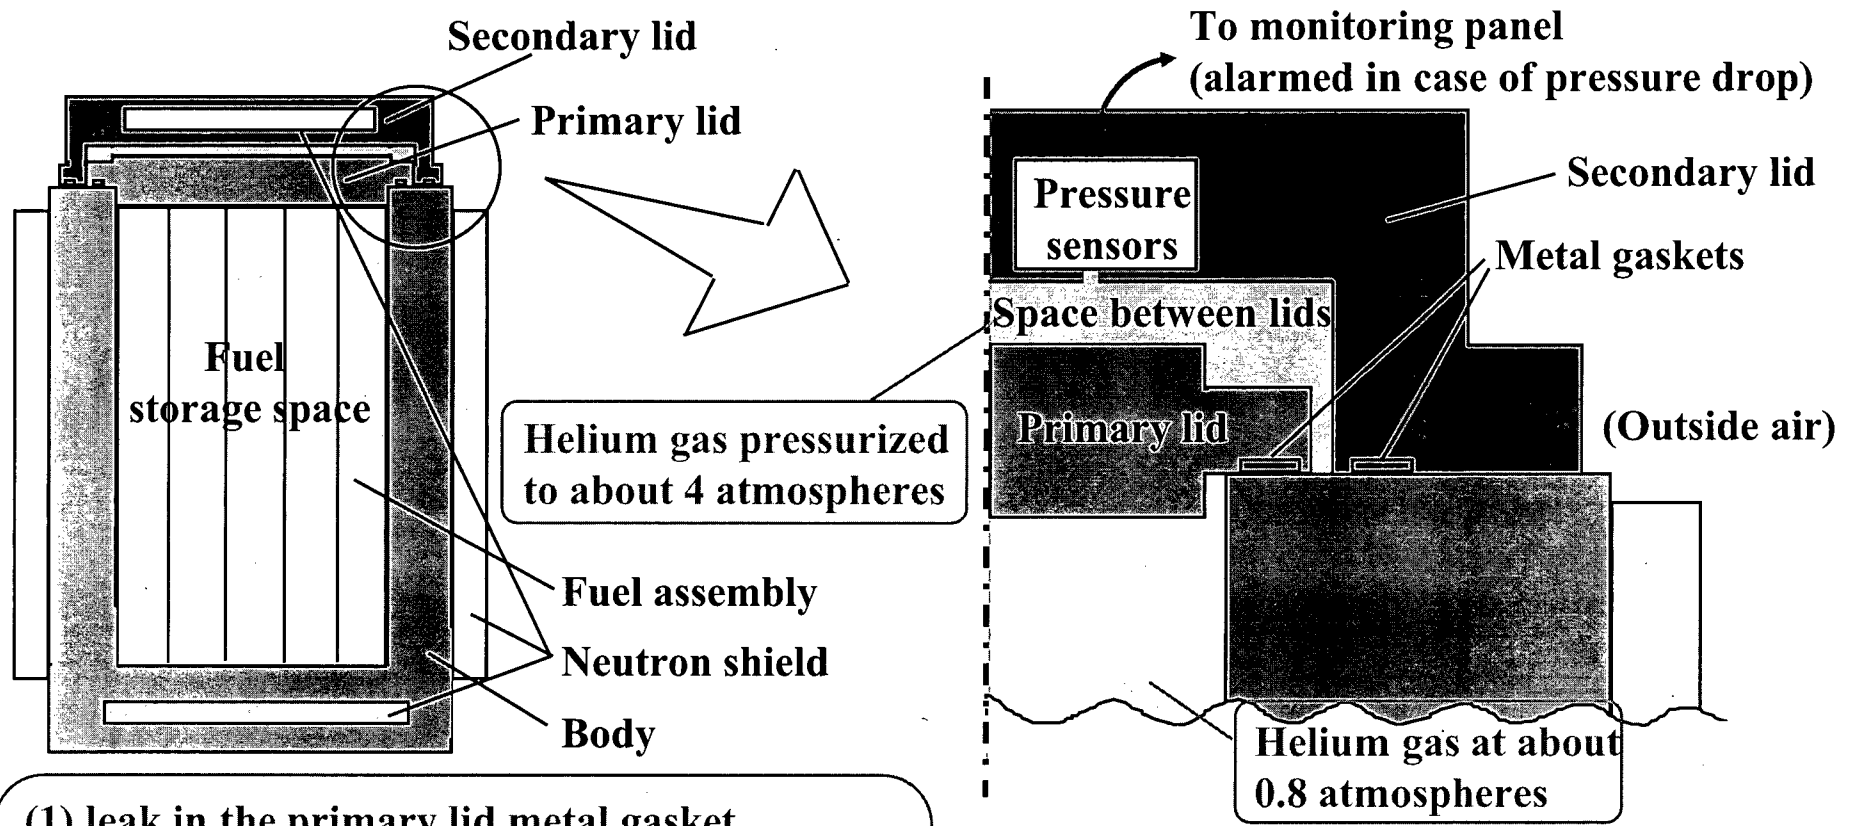 Secondary lid
Primary lid
Fuel
storage space
Fuel assembly
Neutron shield
Body
Helium gas pressurized
to about 4 atmospheres
To monitoring panel
(alarmed in case of pressure drop)
Pressure
sensors
Secondary lid
Metal gaskets
Space between lids
Primary lid
(Outside air)
Helium gas at about
0.8 atmospheres
(1) leak in the primary lid metal gasket